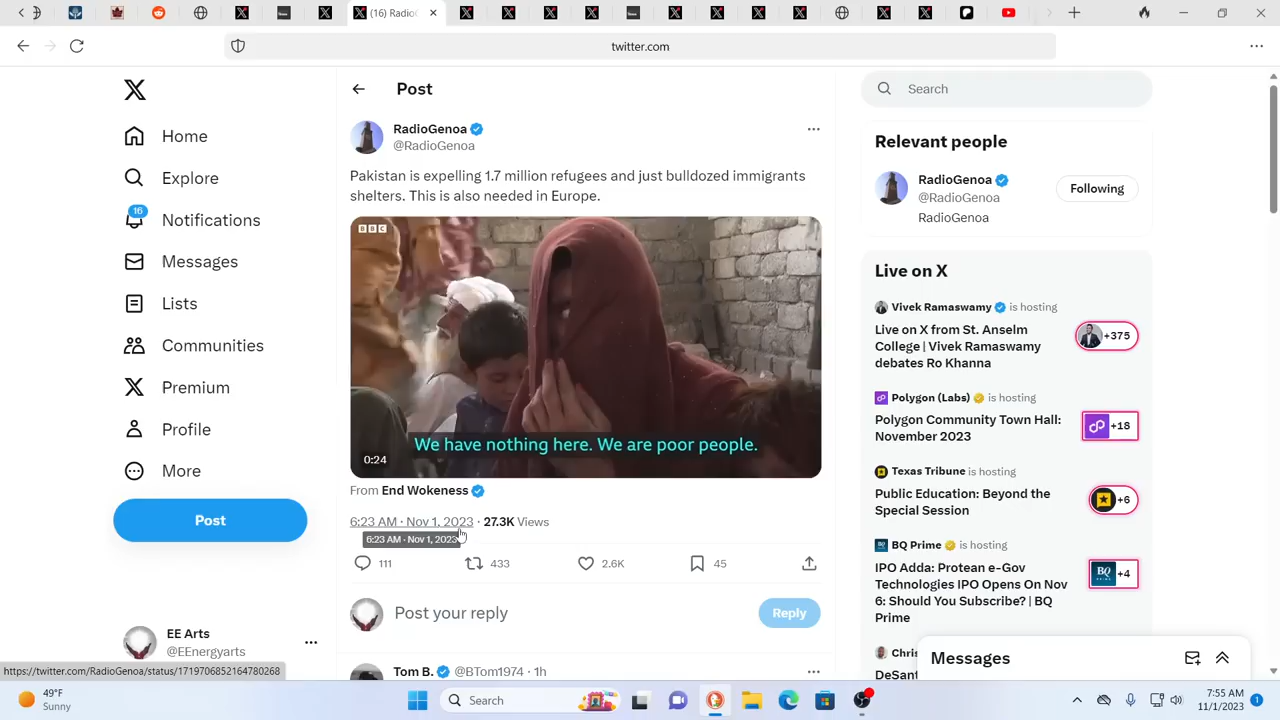 (16) Radio
twitter.com
Post
Search
RadioGenoa
@RadioGenoa
Pakistan is expelling 1.7 million refugees and just bulldozed immigrants
shelters. This is also needed in Europe.
BBC
We have nothing here. We are poor people.
0:24
From End Wokeness
6:23 AM · Nov 1, 2023 · 27.3K Views
6:23 AM · Nov 1, 2023
111
433
2.6K
45
Post your reply
Reply
Tom B. @BTom1974 · 1h
16
Home
Explore
Notifications
Messages
Lists
Communities
Premium
Profile
More
Post
EE Arts
@EEnergyarts
https://twitter.com/RadioGenoa/status/1719706852164780268
Relevant people
RadioGenoa
@RadioGenoa
Following
RadioGenoa
Live on X
Vivek Ramaswamy is hosting
Live on X from St. Anselm
College | Vivek Ramaswamy
debates Ro Khanna
+375
Polygon (Labs) is hosting
Polygon Community Town Hall:
November 2023
+18
Texas Tribune is hosting
Public Education: Beyond the
Special Session
+6
BQ Prime is hosting
IPO Adda: Protean e-Gov
Technologies IPO Opens On Nov
6: Should You Subscribe? | BQ
Prime
BQ
+4
Chris
DeSant
Messages
49°F
Sunny
Search
7:55 AM
11/1/2023
1